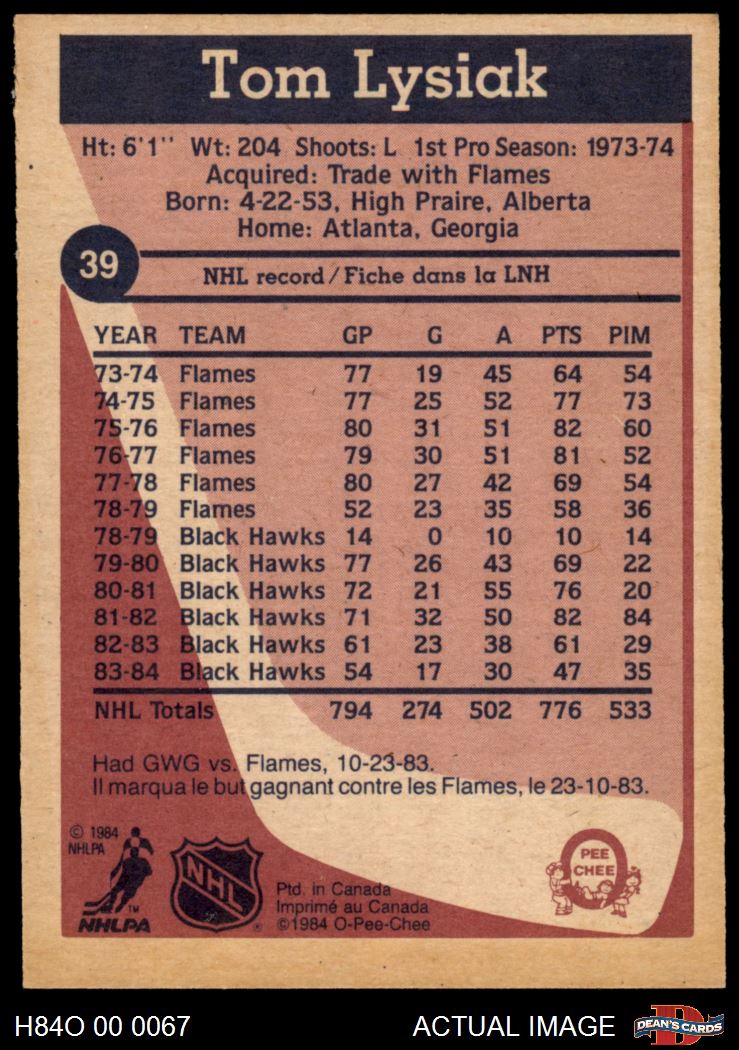 Tom Lysiak
Ht: 6'1'' Wt: 204 Shoots: L 1st Pro Season: 1973-74
Acquired: Trade with Flames
Born: 4-22-53, High Praire, Alberta
Home: Atlanta, Georgia
39
NHL record/Fiche dans la LNH
YEAR TEAM GP G A PTS PIM
73-74 Flames 77 19 45 64 54
74-75 Flames 77 25 52 77 73
75-76 Flames 80 31 51 82 60
76-77 Flames 79 30 51 81 52
77-78 Flames 80 27 42 69 54
78-79 Flames 52 23 35 58 36
78-79 Black Hawks 14 0 10 10 14
79-80 Black Hawks 77 26 43 69 22
80-81 Black Hawks 72 21 55 76 20
81-82 Black Hawks 71 32 50 82 84
82-83 Black Hawks 61 23 38 61 29
83-84 Black Hawks 54 17 30 47 35
NHL Totals 794 274 502 776 533
Had GWG vs. Flames, 10-23-83.
Il marqua le but gagnant contre les Flames, le 23-10-83.
© 1984
NHLPA
TM
NHLPA
NHL
®
Ptd. in Canada
Imprimé au Canada
©1984 O-Pee-Chee
PEE
CHEE
H84O 00 0067
ACTUAL IMAGE
D
DEAN'S CARDS